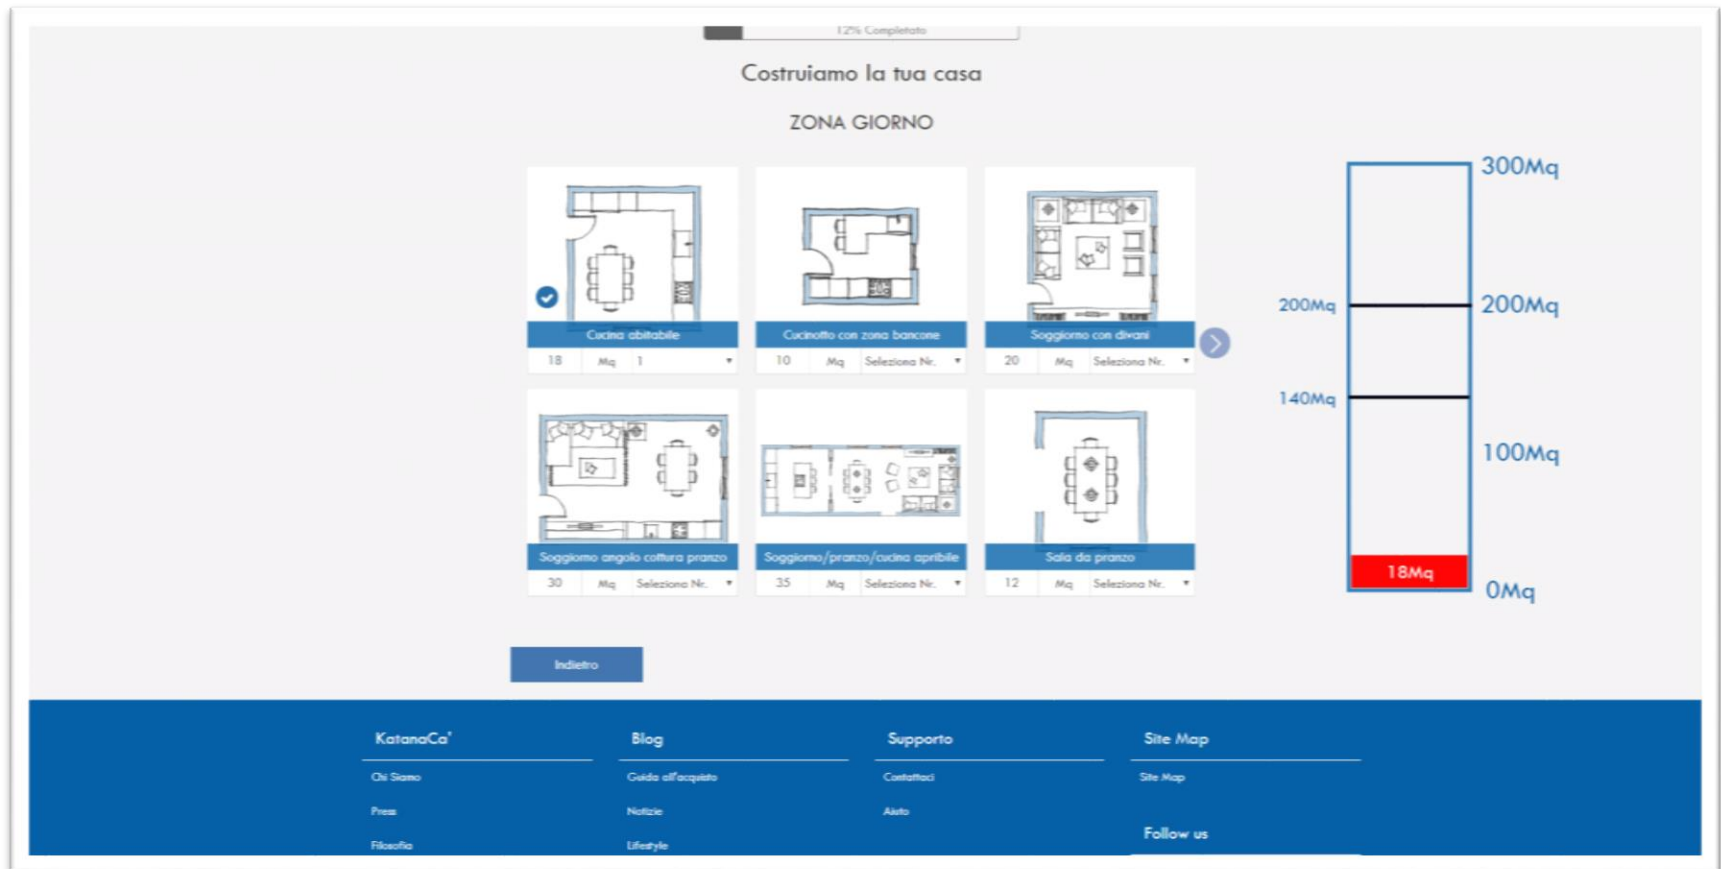 12% Completato
Costruiamo la tua casa
ZONA GIORNO
Cucina abitabile
18 Mq 1
Cucinotto con zona bancone
10 Mq Seleziona Nr.
Soggiorno con divani
20 Mq Seleziona Nr.
Soggiorno angolo cottura pranzo
30 Mq Seleziona Nr.
Soggiorno/pranzo/cucina apribile
35 Mq Seleziona Nr.
Sala da pranzo
12 Mq Seleziona Nr.
300Mq
200Mq
200Mq
140Mq
100Mq
18Mq
0Mq
Indietro
KatanaCa'
Chi Siamo
Press
Filosofia
Blog
Guida all'acquisto
Notizie
Lifestyle
Supporto
Contattaci
Aiuto
Site Map
Site Map
Follow us